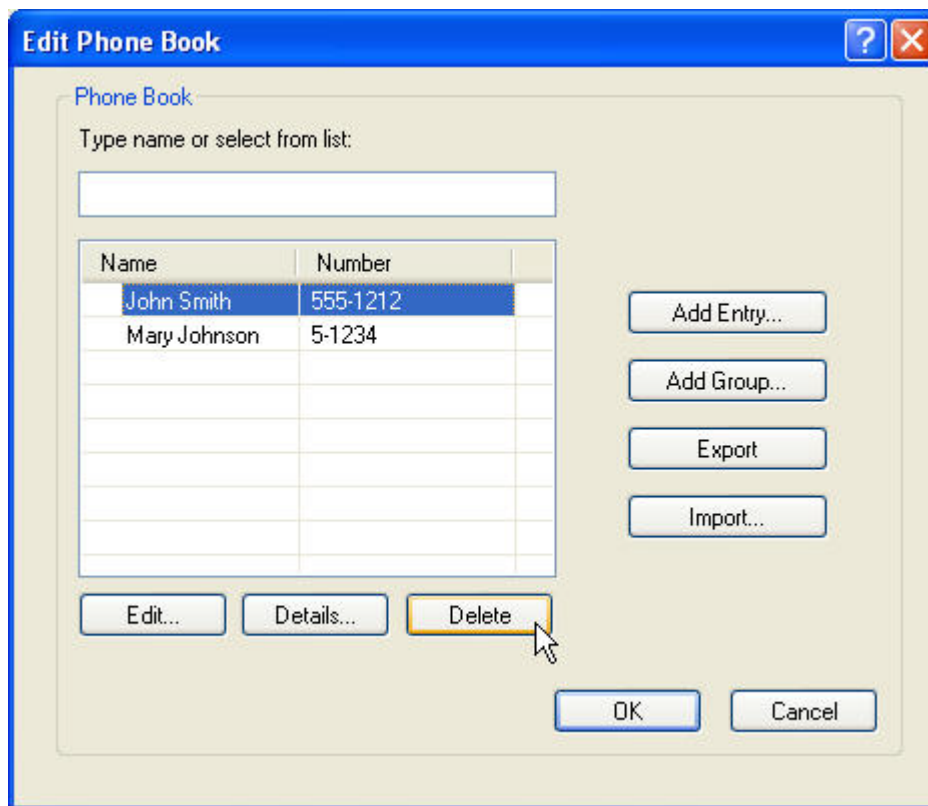 Edit Phone Book
?
Phone Book
Type name or select from list:
Name Number
John Smith 555-1212
Mary Johnson 5-1234
Add Entry...
Add Group...
Export
Import...
Edit... Details... Delete
OK Cancel